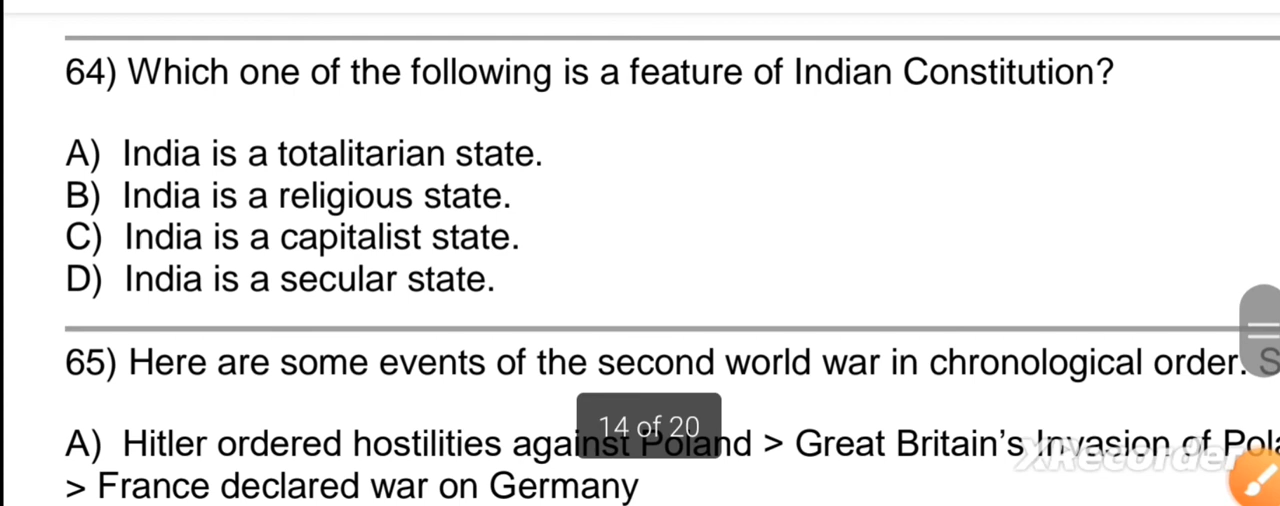 64) Which one of the following is a feature of Indian Constitution?
A) India is a totalitarian state.
B) India is a religious state.
C) India is a capitalist state.
D) India is a secular state.
65) Here are some events of the second world war in chronological order. S
14 of 20
A) Hitler ordered hostilities against Poland > Great Britain's Invasion of Pol
> France declared war on Germany
XRecorder